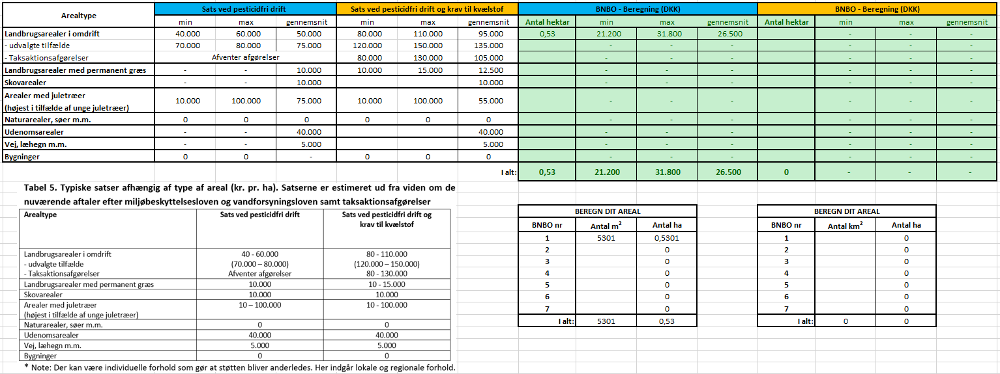 Arealtype Sats ved pesticidfri drift Sats ved pesticidfri drift og krav til kvælstof BNBO - Beregning (DKK) BNBO - Beregning (DKK)
min max gennemsnit min max gennemsnit Antal hektar min max gennemsnit Antal hektar min max gennemsnit
Landbrugsarealer i omdrift 40.000 60.000 50.000 80.000 110.000 95.000 0,53 21.200 31.800 26.500 - - -
- udvalgte tilfælde 70.000 80.000 75.000 120.000 150.000 135.000 - - - - - -
- Taksaktionsafgørelser Afventer afgørelser 80.000 130.000 105.000 - - - - - -
Landbrugsarealer med permanent græs - - 10.000 10.000 15.000 12.500 - - - - - -
Skovarealer - - 10.000 10.000 - - - - - -
Arealer med juletræer
(højest i tilfælde af unge juletræer) 10.000 100.000 75.000 10.000 100.000 55.000 - - - - - -
Naturarealer, søer m.m. 0 0 0 0 0 0 - - - - - -
Udenomsarealer - - 40.000 40.000 - - - - - -
Vej, læhegn m.m. - - 5.000 5.000 - - - - - -
Bygninger 0 0 - 0 0 0 - - - - - -
I alt: 0,53 21.200 31.800 26.500 0 - - -
Tabel 5. Typiske satser afhængig af type af areal (kr. pr. ha). Satserne er estimeret ud fra viden om de
nuværende aftaler efter miljøbeskyttelsesloven og vandforsyningsloven samt taksaktionsafgørelser
Arealtype Sats ved pesticidfri drift Sats ved pesticidfri drift og
krav til kvælstof
Landbrugsarealer i omdrift 40 - 60.000 80 - 110.000
- udvalgte tilfælde (70.000 – 80.000) (120.000 – 150.000)
- Taksaktionsafgørelser Afventer afgørelser 80 - 130.000
Landbrugsarealer med permanent græs 10.000 10 - 15.000
Skovarealer 10.000 10.000
Arealer med juletræer 10 – 100.000 10 - 100.000
(højest i tilfælde af unge juletræer)
Naturarealer, søer m.m. 0 0
Udenomsarealer 40.000 40.000
Vej, læhegn m.m. 5.000 5.000
Bygninger 0 0
* Note: Der kan være individuelle forhold som gør at støtten bliver anderledes. Her indgår lokale og regionale forhold.
BEREGN DIT AREAL
BNBO nr Antal m² Antal ha
1 5301 0,5301
2 0
3 0
4 0
5 0
6 0
7 0
I alt: 5301 0,53
BEREGN DIT AREAL
BNBO nr Antal km² Antal ha
1 0
2 0
3 0
4 0
5 0
6 0
7 0
I alt: 0 0